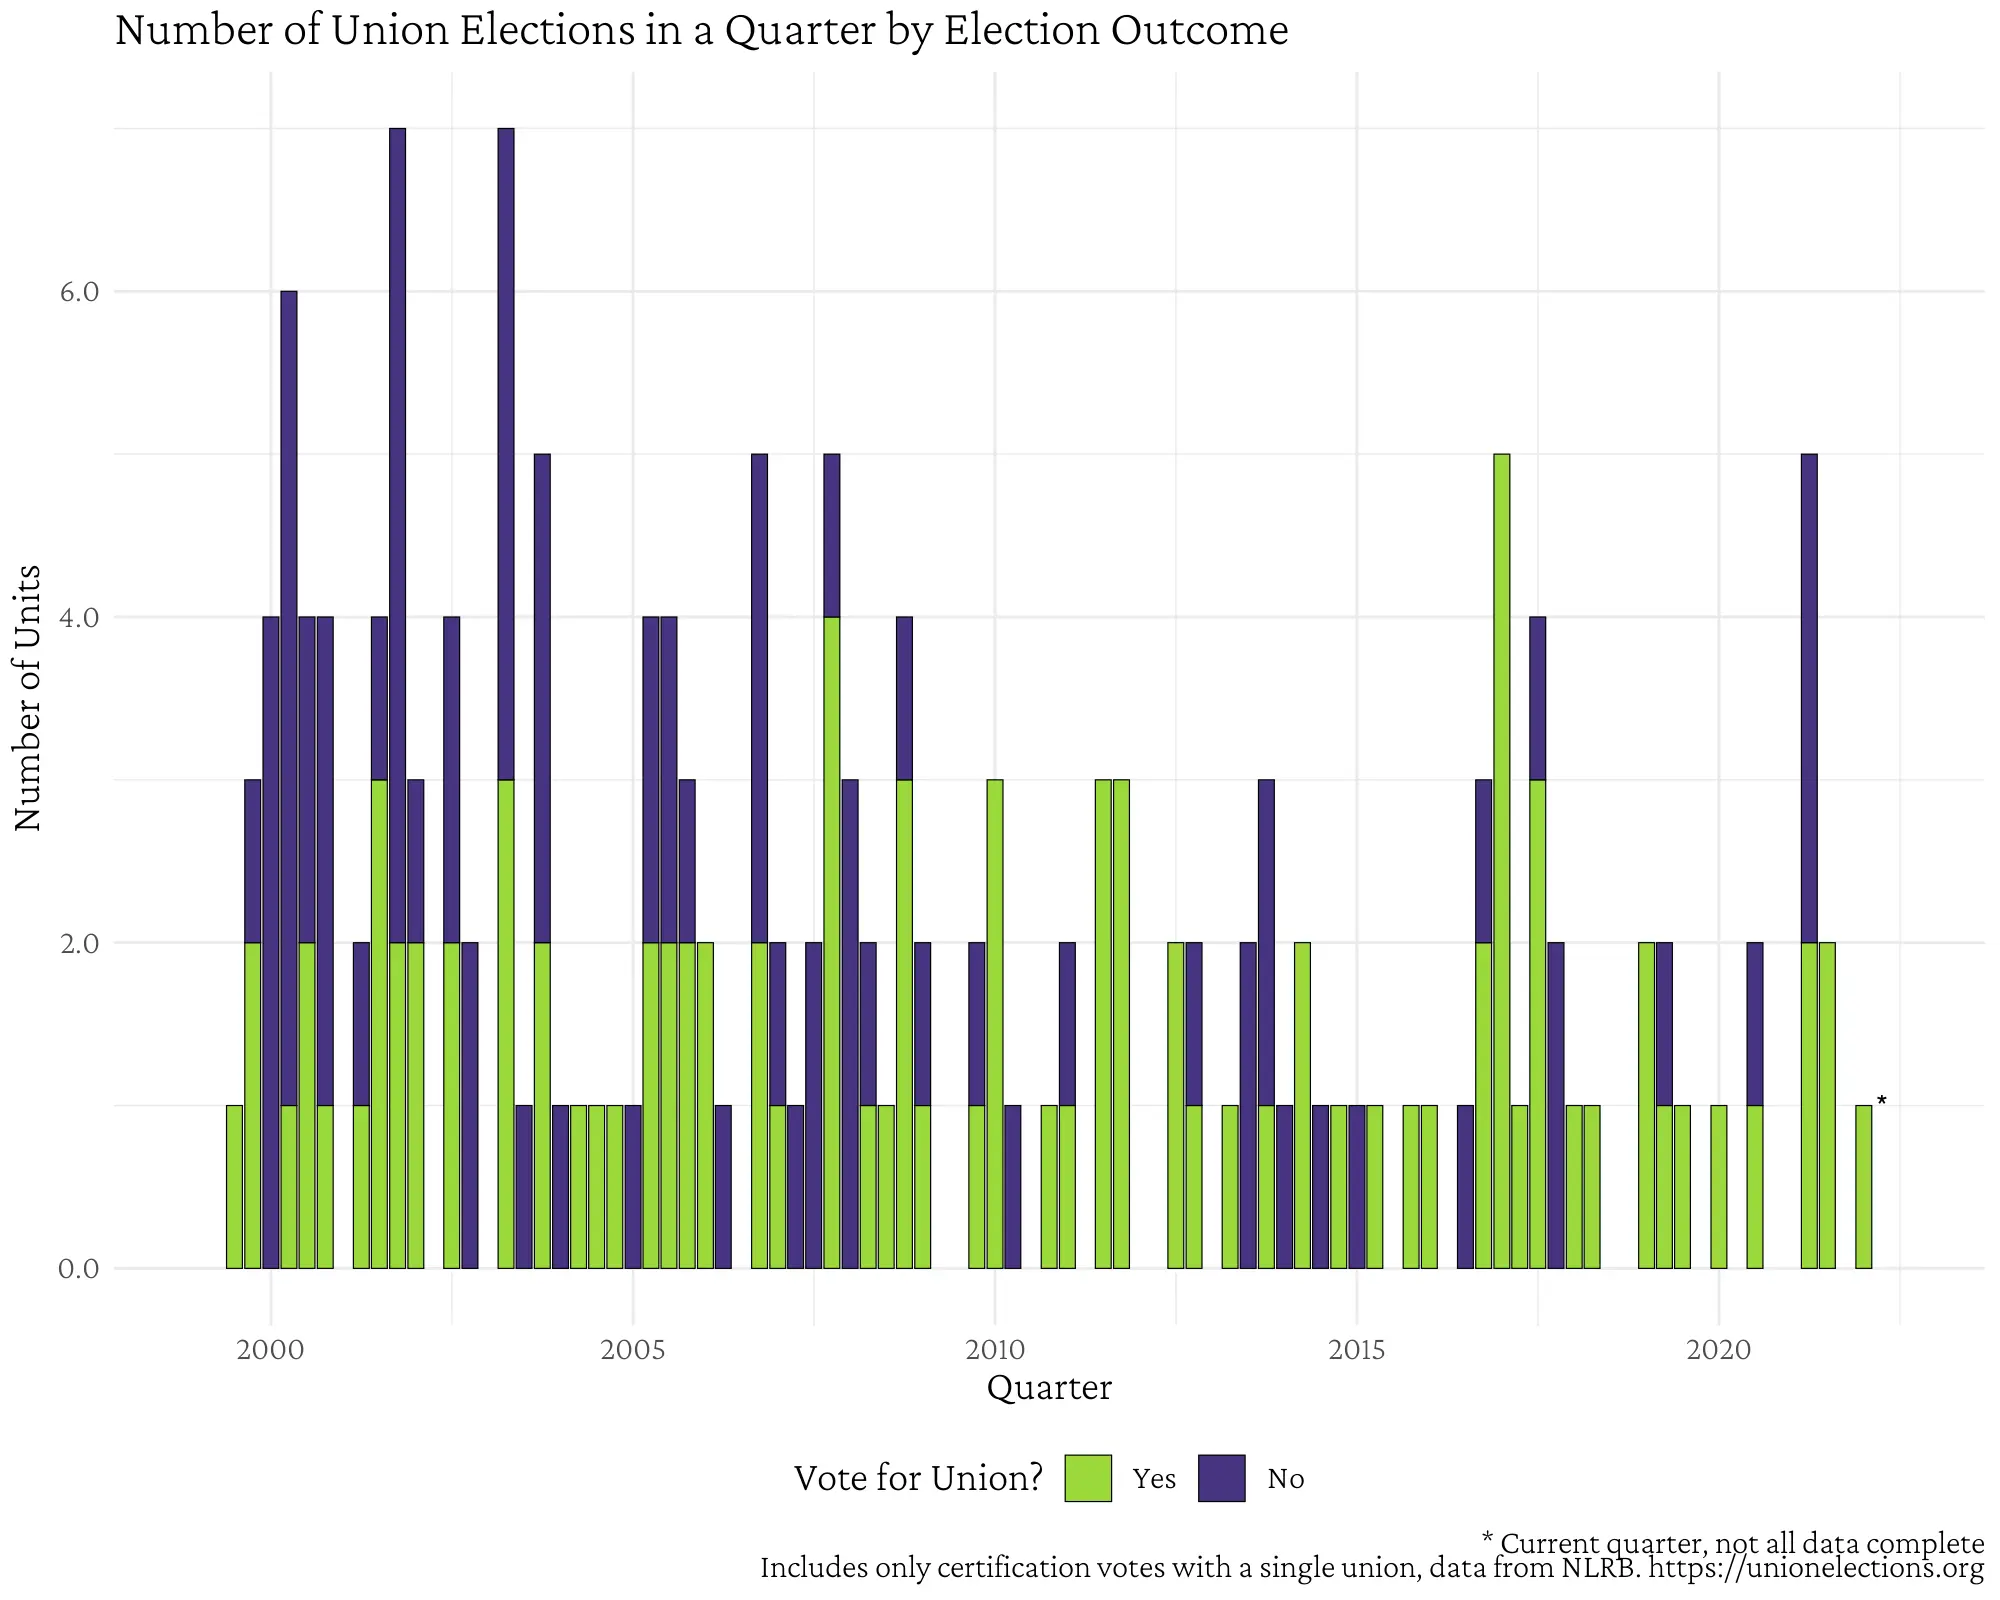 Number of Union Elections in a Quarter by Election Outcome
Number of Units
6.0
4.0
2.0
0.0
*
2000 2005 2010 2015 2020
Quarter
Vote for Union? Yes No
* Current quarter, not all data complete
Includes only certification votes with a single union, data from NLRB. https://unionelections.org